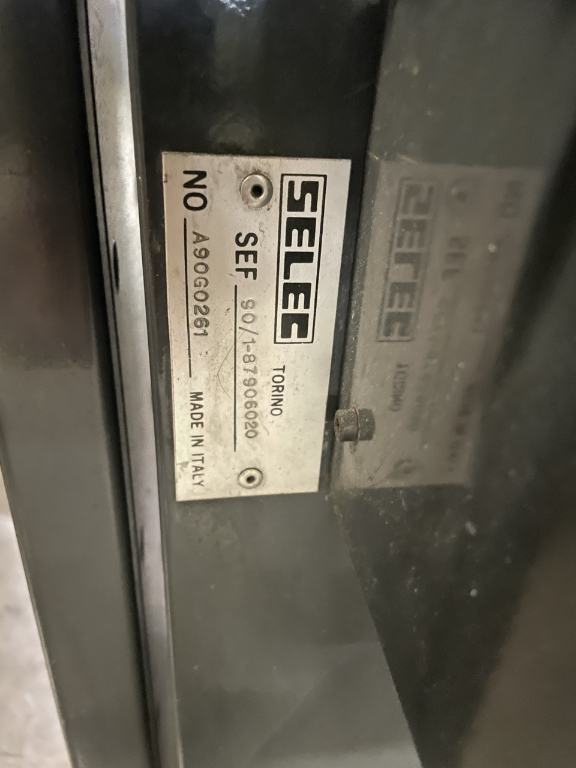 SELEC
TORINO
SEF 90/1-87906020
NO A90G0261 MADE IN ITALY